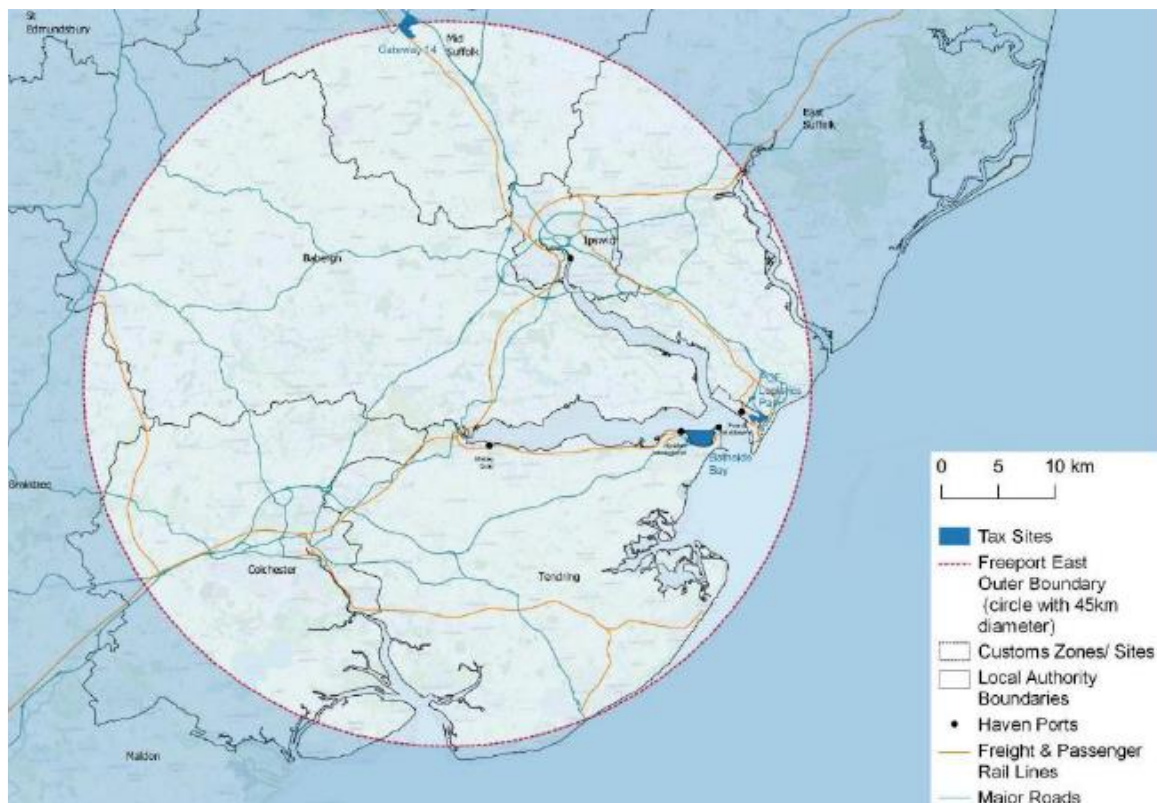 St
Edmundsbury
Gateway 14
Mid
Suffolk
East
Suffolk
Ipswich
Babergh
Logistics
Park
Bathside
Bay
Braintree
Colchester
Tendring
Maldon
0 5 10 km
Tax Sites
Freeport East
Outer Boundary
(circle with 45km
diameter)
Customs Zones/ Sites
Local Authority
Boundaries
Haven Ports
Freight & Passenger
Rail Lines
Major Roads